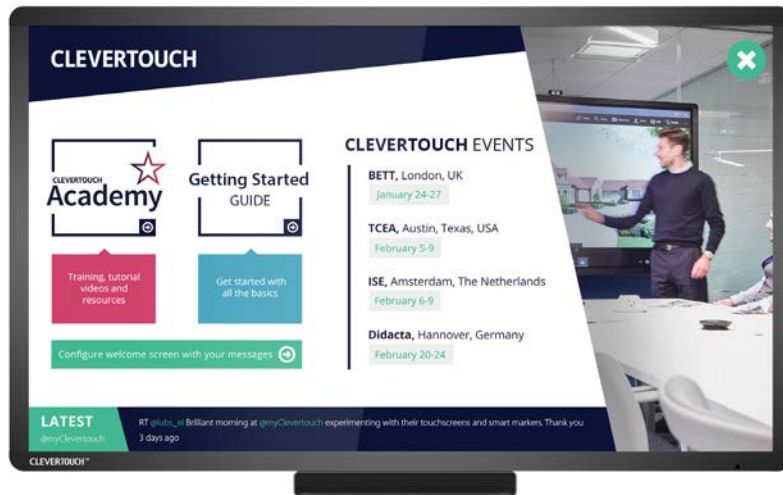 CLEVERTOUCH
CLEVERTOUCH
Academy
Getting Started
GUIDE
Training, tutorial
videos and
resources
Get started with
all the basics
Configure welcome screen with your messages
CLEVERTOUCH EVENTS
BETT, London, UK
January 24-27
TCEA, Austin, Texas, USA
February 5-9
ISE, Amsterdam, The Netherlands
February 6-9
Didacta, Hannover, Germany
February 20-24
LATEST
@myClevertouch
RT @lubs_ei Brilliant morning at @myClevertouch experimenting with their touchscreens and smart markers. Thank you
3 days ago
CLEVERTOUCH™